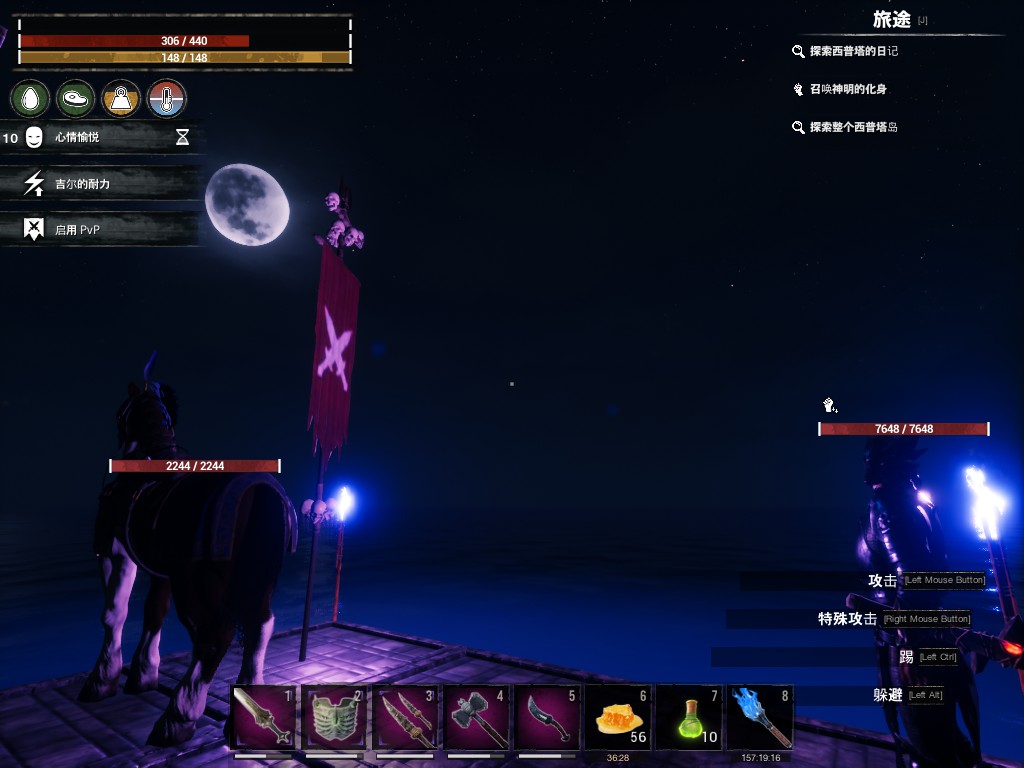 306 / 440
148 / 148
旅途 [J]
探索西普塔的日记
召唤神明的化身
探索整个西普塔岛
10 心情愉悦
吉尔的耐力
启用 PvP
7648 / 7648
2244 / 2244
攻击 [Left Mouse Button]
特殊攻击 [Right Mouse Button]
踢 [Left Ctrl]
躲避 [Left Alt]
1 2 3 4 5 6 7 8
56 10
36:28 157:19:16